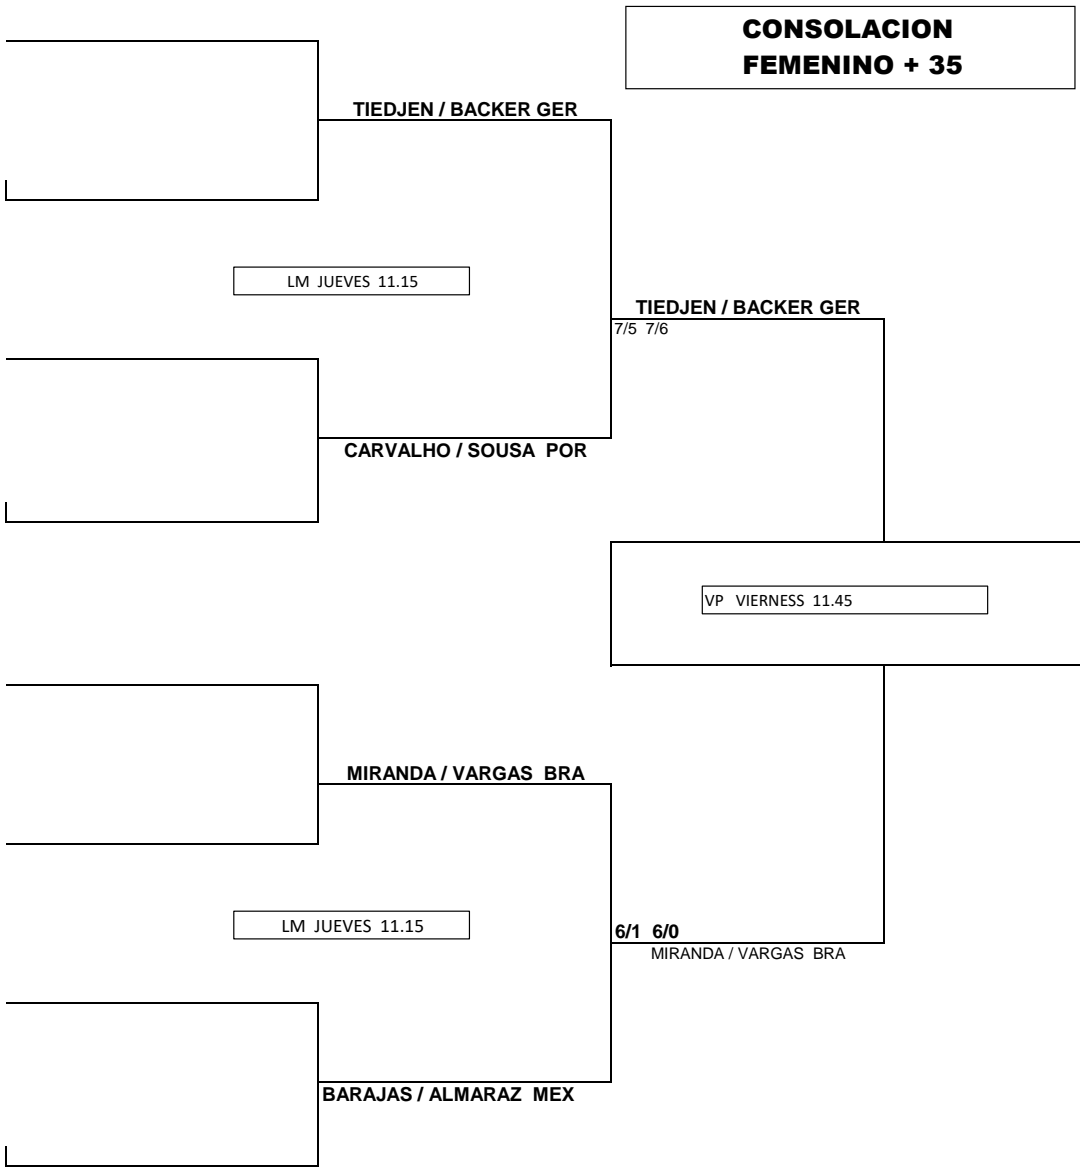 CONSOLACION
FEMENINO + 35
TIEDJEN / BACKER GER
LM JUEVES 11.15
TIEDJEN / BACKER GER
7/5 7/6
CARVALHO / SOUSA POR
VP VIERNESS 11.45
MIRANDA / VARGAS BRA
LM JUEVES 11.15
6/1 6/0
MIRANDA / VARGAS BRA
BARAJAS / ALMARAZ MEX